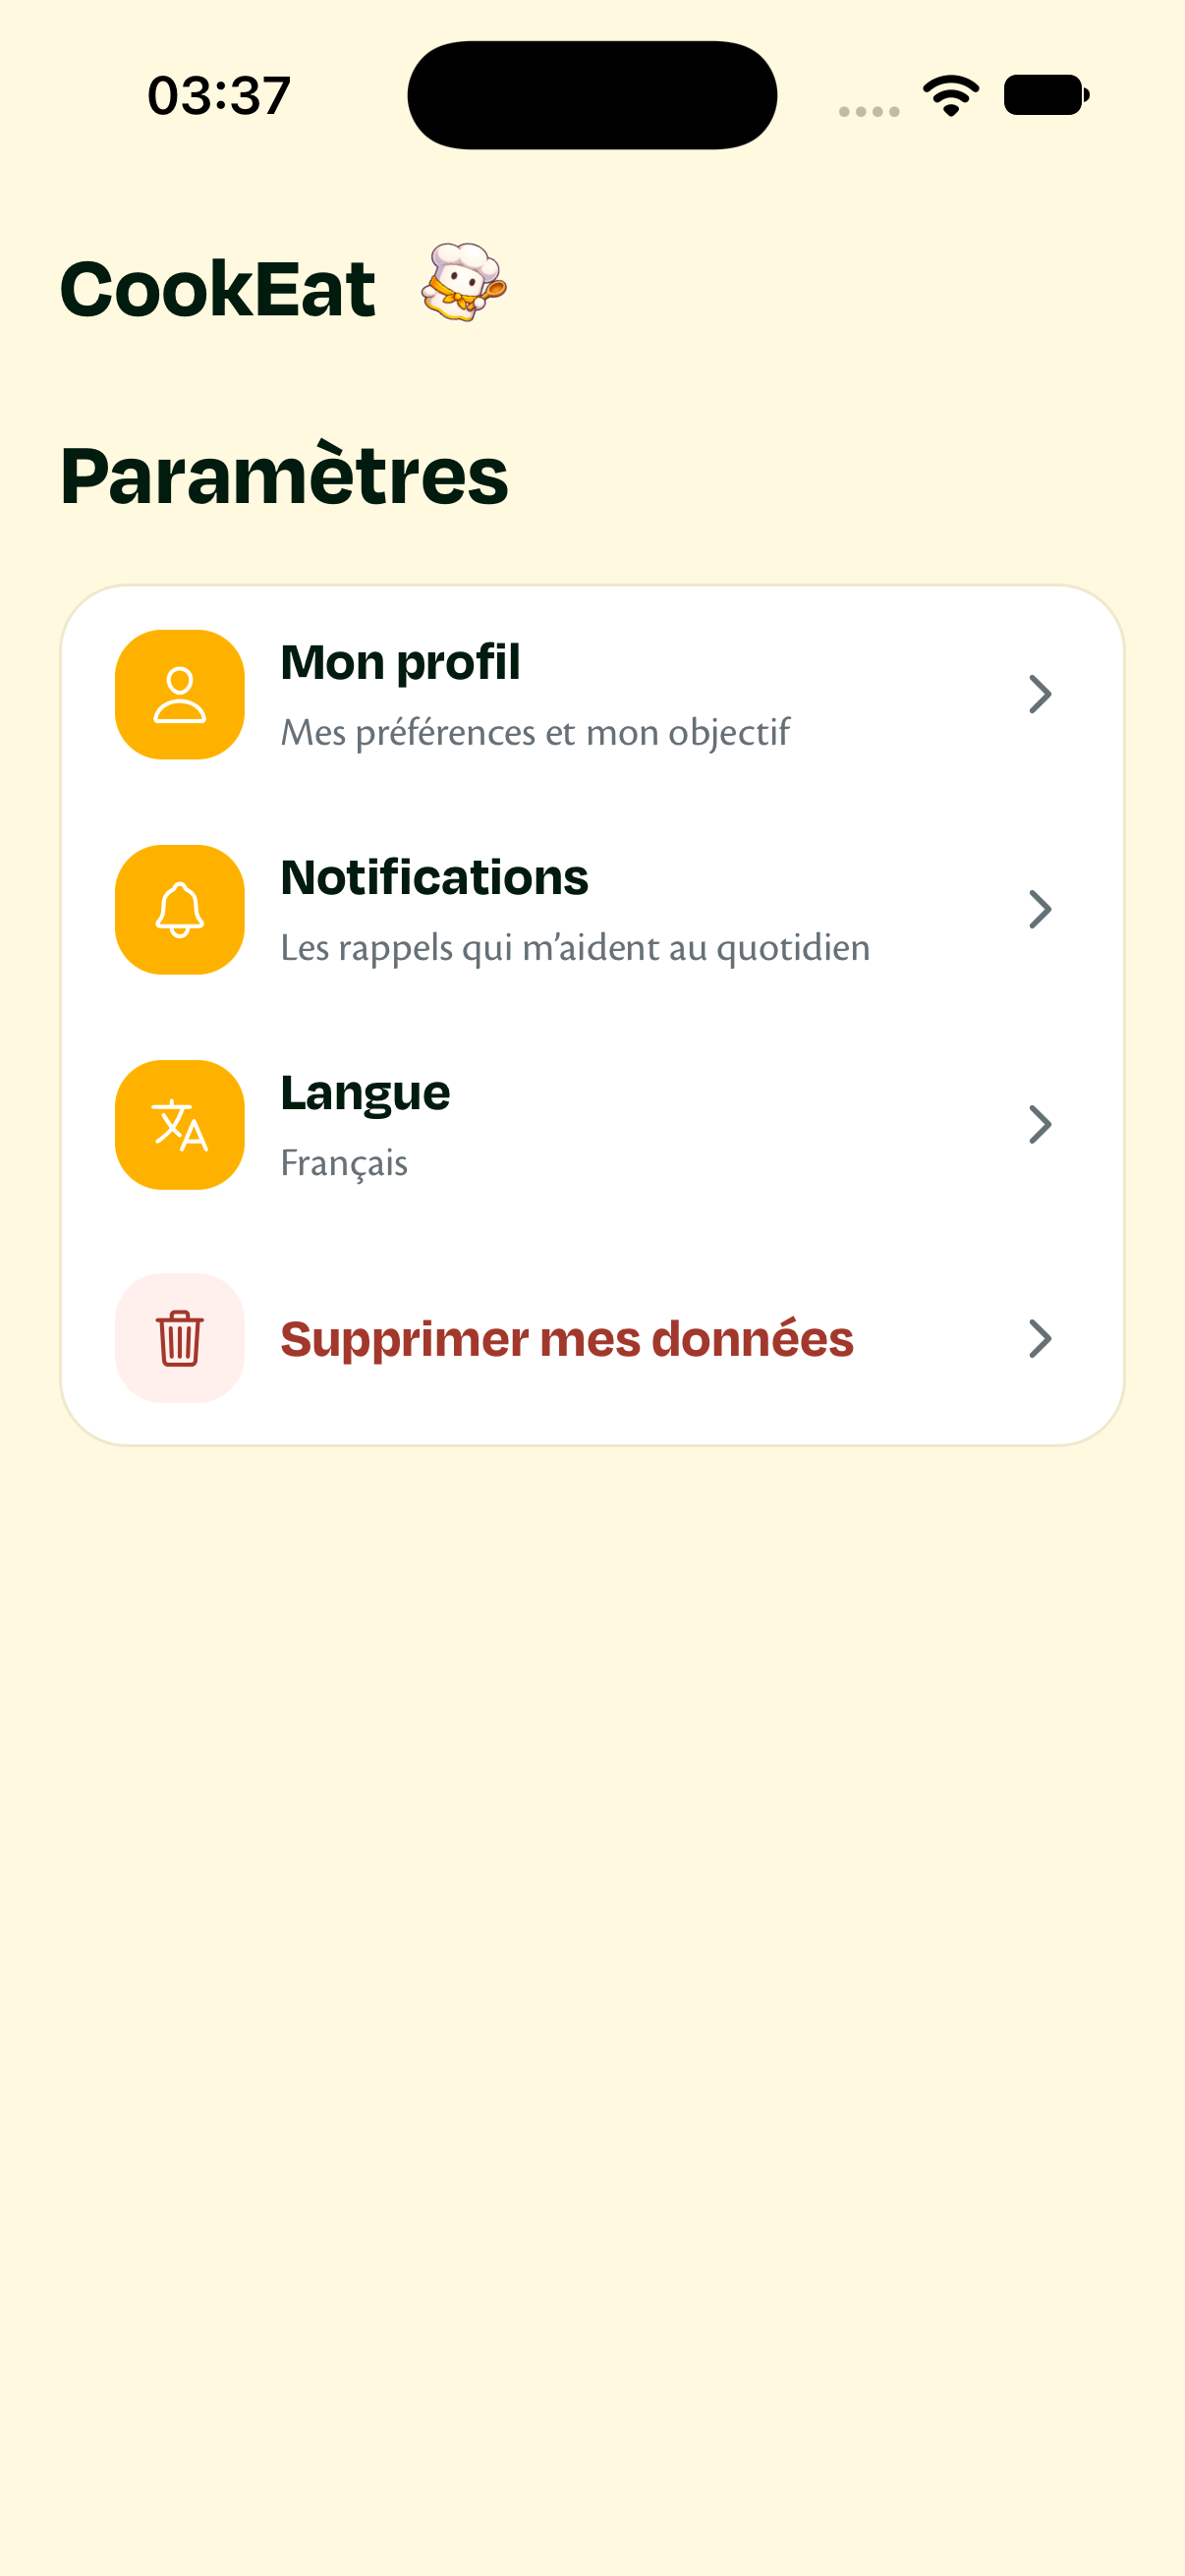 03:37
CookEat
Paramètres
Mon profil
Mes préférences et mon objectif
Notifications
Les rappels qui m’aident au quotidien
Langue
Français
Supprimer mes données